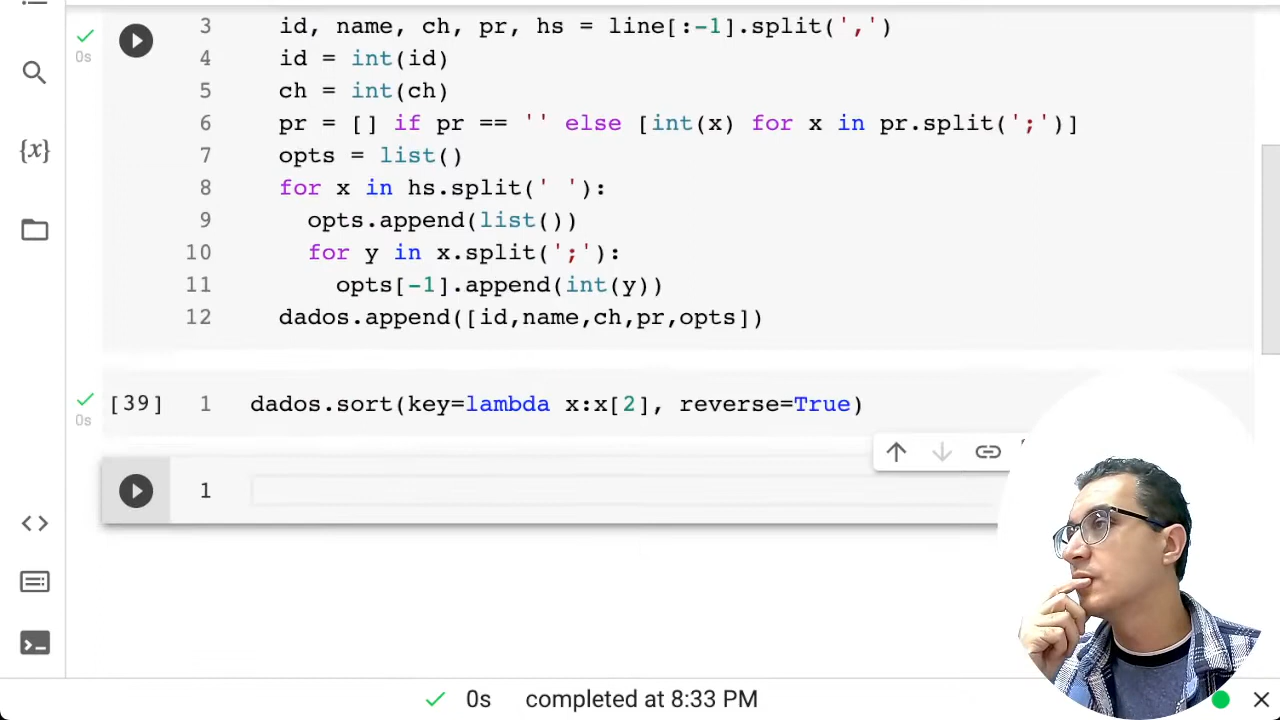 3 id, name, ch, pr, hs = line[:-1].split(',')
0s
4 id = int(id)
5 ch = int(ch)
{x}
6 pr = [] if pr == '' else [int(x) for x in pr.split(';')]
7 opts = list()
8 for x in hs.split(' '):
9 opts.append(list())
10 for y in x.split(';'):
11 opts[-1].append(int(y))
12 dados.append([id,name,ch,pr,opts])
[39] 1 dados.sort(key=lambda x:x[2], reverse=True)
0s
1
0s completed at 8:33 PM